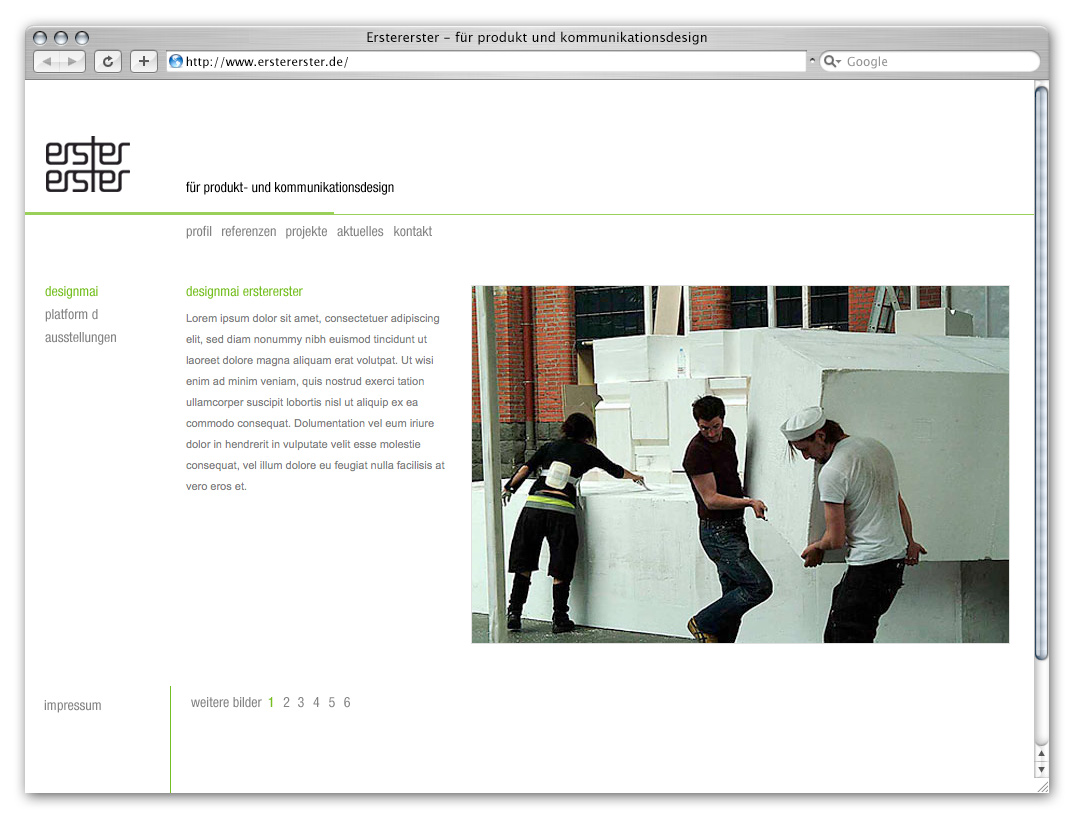 Erstererster – für produkt und kommunikationsdesign
http://www.erstererster.de/
Google
erster
erster
für produkt- und kommunikationsdesign
profil referenzen projekte aktuelles kontakt
designmai
platform d
ausstellungen
designmai erstererster
Lorem ipsum dolor sit amet, consectetuer adipiscing
elit, sed diam nonummy nibh euismod tincidunt ut
laoreet dolore magna aliquam erat volutpat. Ut wisi
enim ad minim veniam, quis nostrud exerci tation
ullamcorper suscipit lobortis nisl ut aliquip ex ea
commodo consequat. Dolumentation vel eum iriure
dolor in hendrerit in vulputate velit esse molestie
consequat, vel illum dolore eu feugiat nulla facilisis at
vero eros et.
impressum
weitere bilder 1 2 3 4 5 6